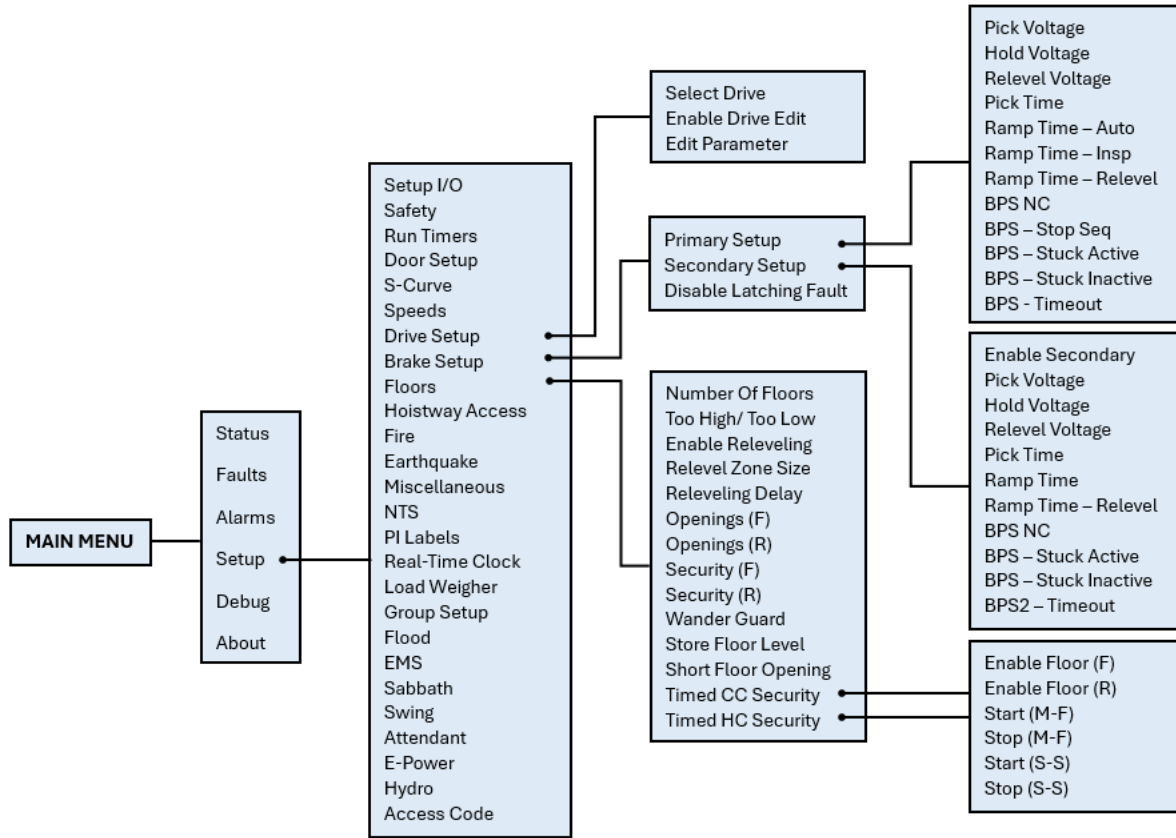 MAIN MENU
Status
Faults
Alarms
Setup
Debug
About
Setup I/O
Safety
Run Timers
Door Setup
S-Curve
Speeds
Drive Setup
Brake Setup
Floors
Hoistway Access
Fire
Earthquake
Miscellaneous
NTS
PI Labels
Real-Time Clock
Load Weigher
Group Setup
Flood
EMS
Sabbath
Swing
Attendant
E-Power
Hydro
Access Code
Select Drive
Enable Drive Edit
Edit Parameter
Primary Setup
Secondary Setup
Disable Latching Fault
Number Of Floors
Too High/ Too Low
Enable Releveling
Relevel Zone Size
Releveling Delay
Openings (F)
Openings (R)
Security (F)
Security (R)
Wander Guard
Store Floor Level
Short Floor Opening
Timed CC Security
Timed HC Security
Pick Voltage
Hold Voltage
Relevel Voltage
Pick Time
Ramp Time – Auto
Ramp Time – Insp
Ramp Time – Relevel
BPS NC
BPS – Stop Seq
BPS – Stuck Active
BPS – Stuck Inactive
BPS - Timeout
Enable Secondary
Pick Voltage
Hold Voltage
Relevel Voltage
Pick Time
Ramp Time
Ramp Time – Relevel
BPS NC
BPS – Stuck Active
BPS – Stuck Inactive
BPS2 – Timeout
Enable Floor (F)
Enable Floor (R)
Start (M-F)
Stop (M-F)
Start (S-S)
Stop (S-S)